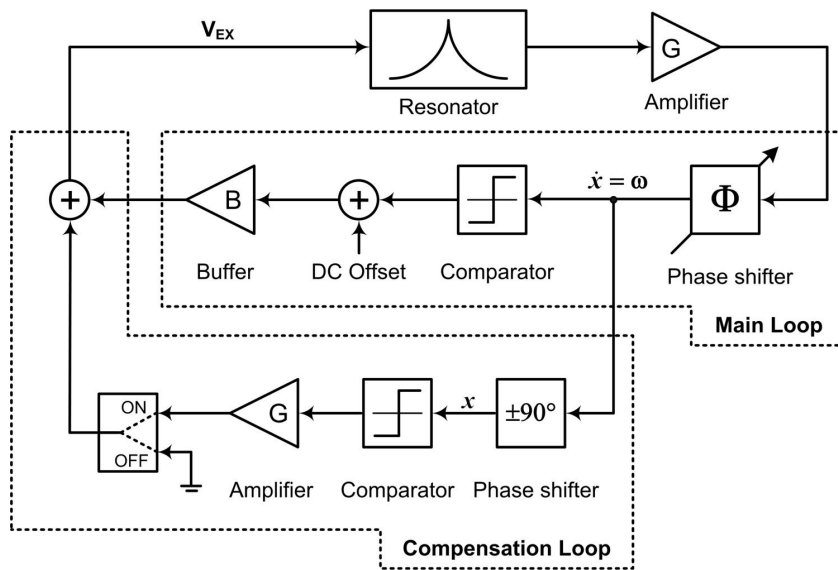 V_EX
G
Resonator
Amplifier
ẋ = ω
+
B
+
Φ
Buffer
DC Offset
Comparator
Phase shifter
Main Loop
ON
OFF
G
x
±90°
Amplifier
Comparator
Phase shifter
Compensation Loop